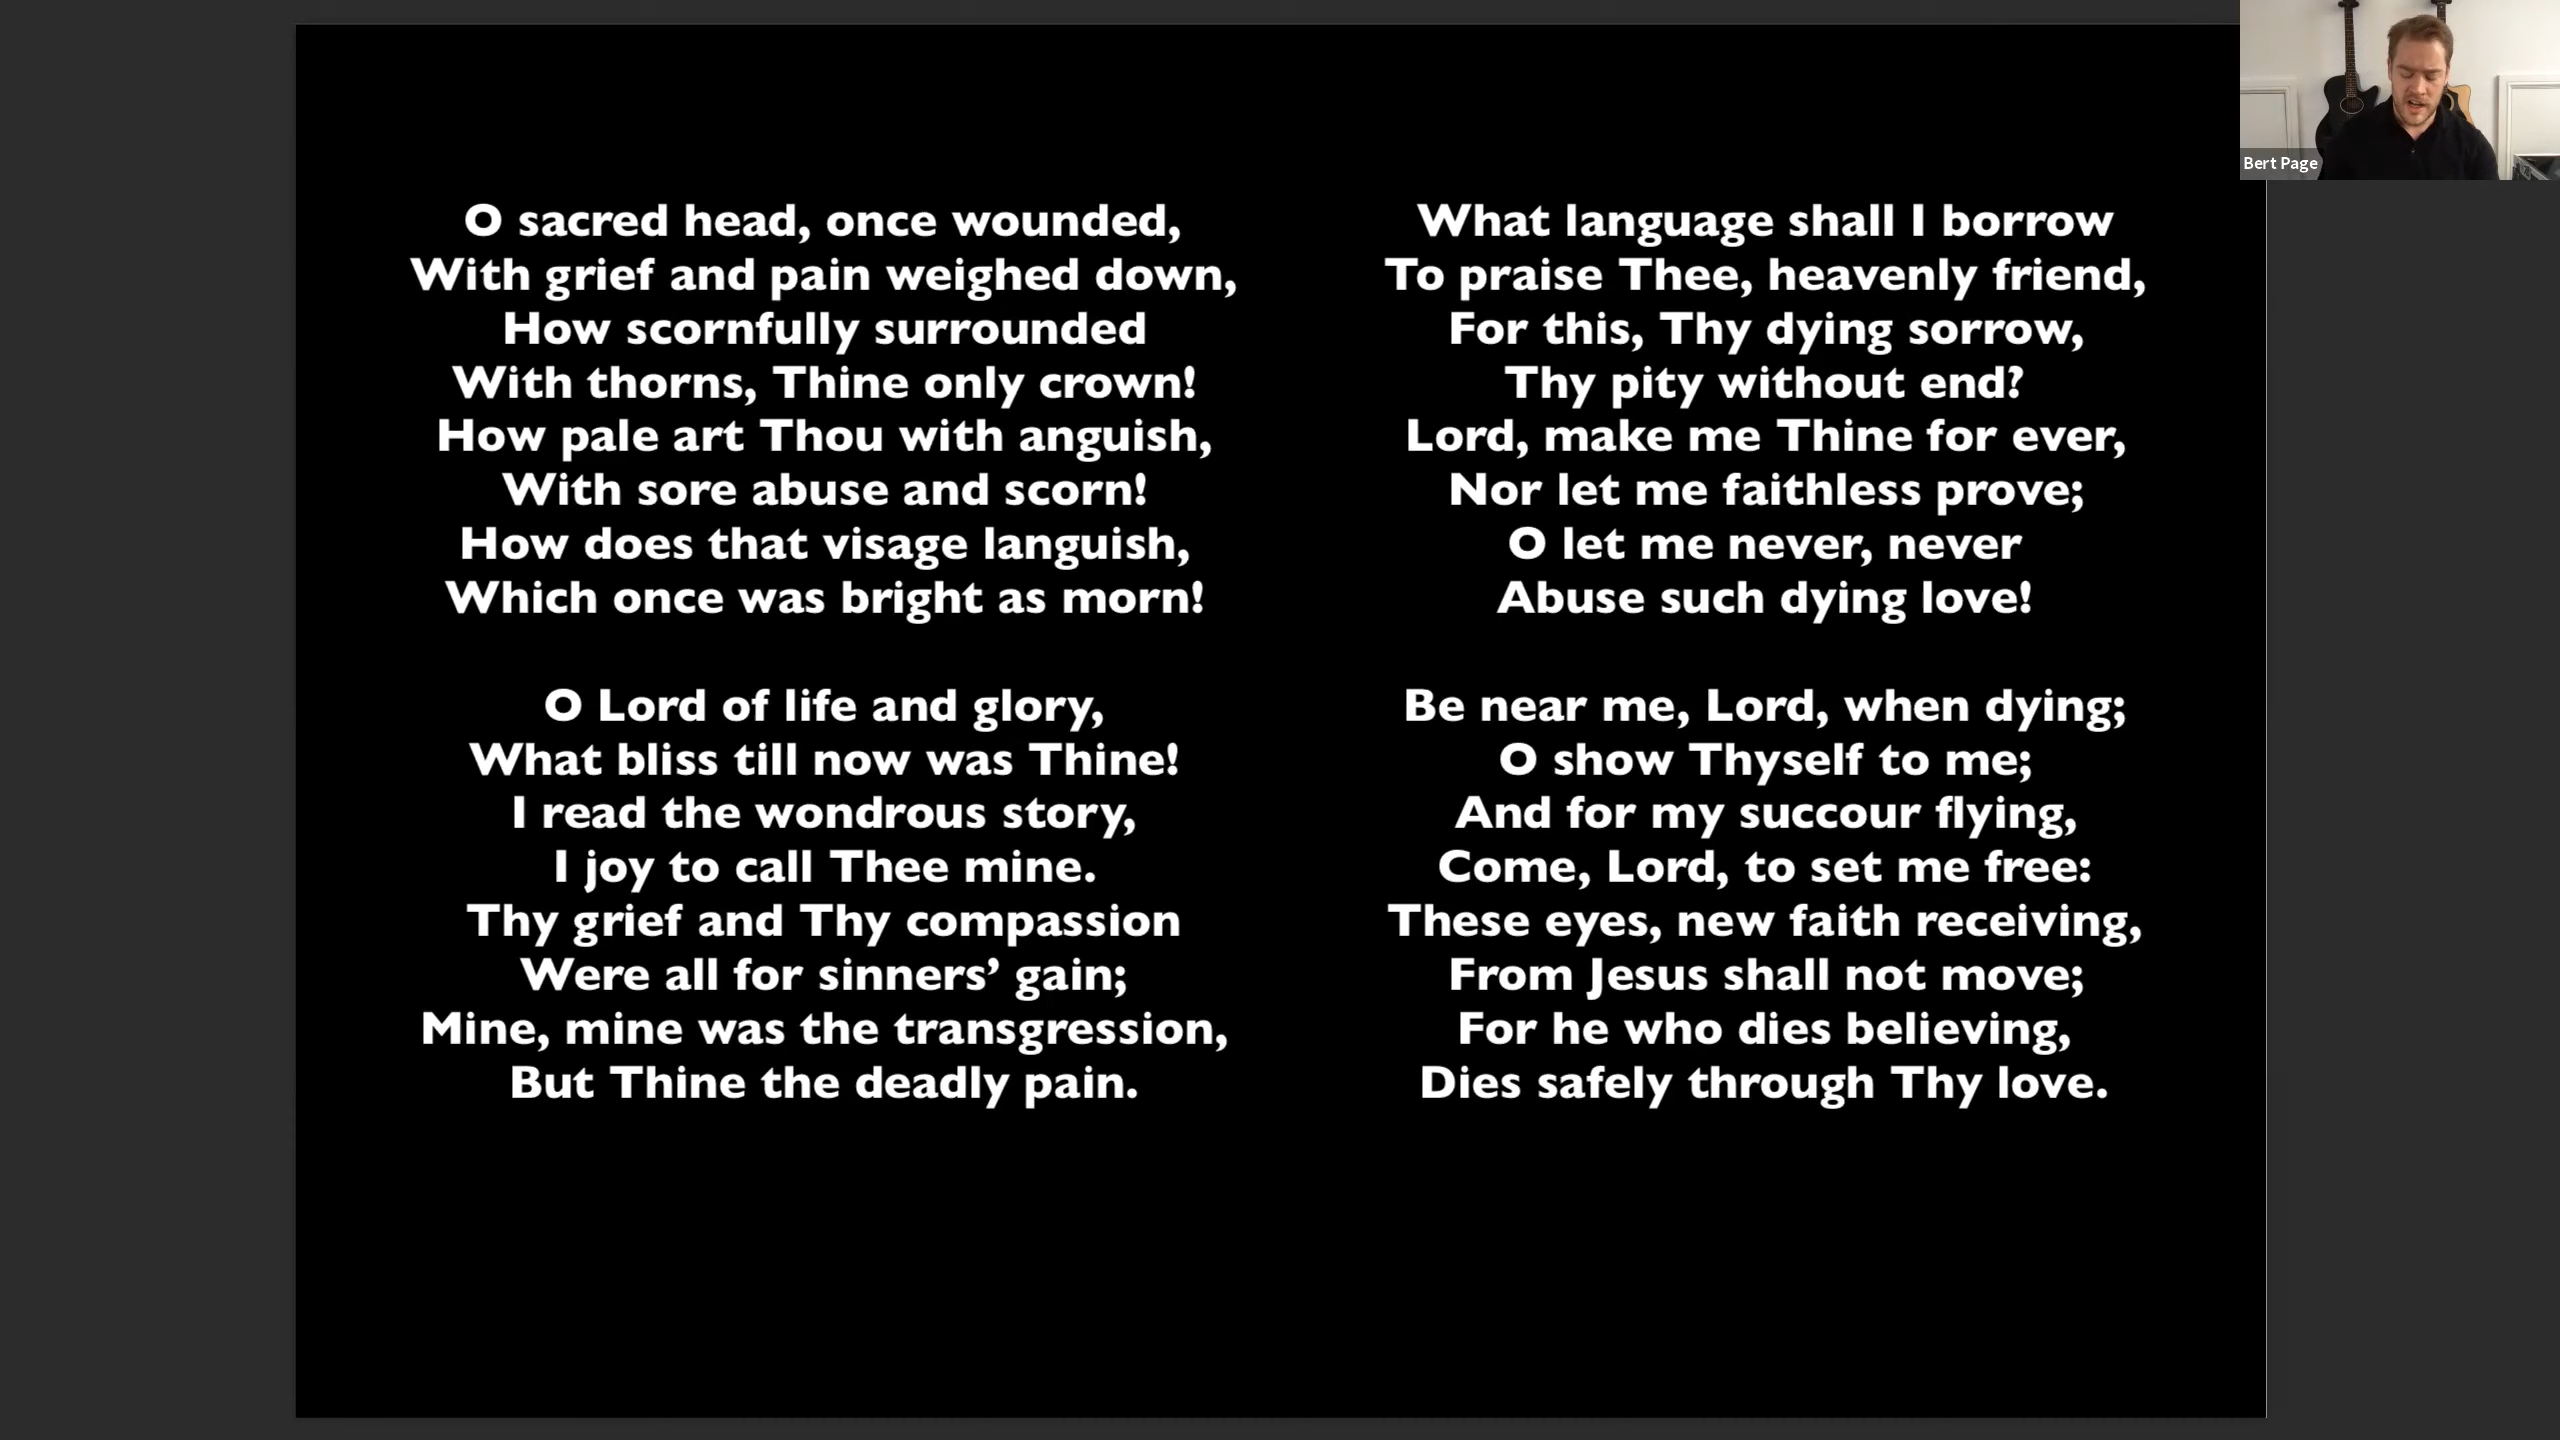 O sacred head, once wounded,
With grief and pain weighed down,
How scornfully surrounded
With thorns, Thine only crown!
How pale art Thou with anguish,
With sore abuse and scorn!
How does that visage languish,
Which once was bright as morn!
O Lord of life and glory,
What bliss till now was Thine!
I read the wondrous story,
I joy to call Thee mine.
Thy grief and Thy compassion
Were all for sinners’ gain;
Mine, mine was the transgression,
But Thine the deadly pain.
What language shall I borrow
To praise Thee, heavenly friend,
For this, Thy dying sorrow,
Thy pity without end?
Lord, make me Thine for ever,
Nor let me faithless prove;
O let me never, never
Abuse such dying love!
Be near me, Lord, when dying;
O show Thyself to me;
And for my succour flying,
Come, Lord, to set me free:
These eyes, new faith receiving,
From Jesus shall not move;
For he who dies believing,
Dies safely through Thy love.
Bert Page